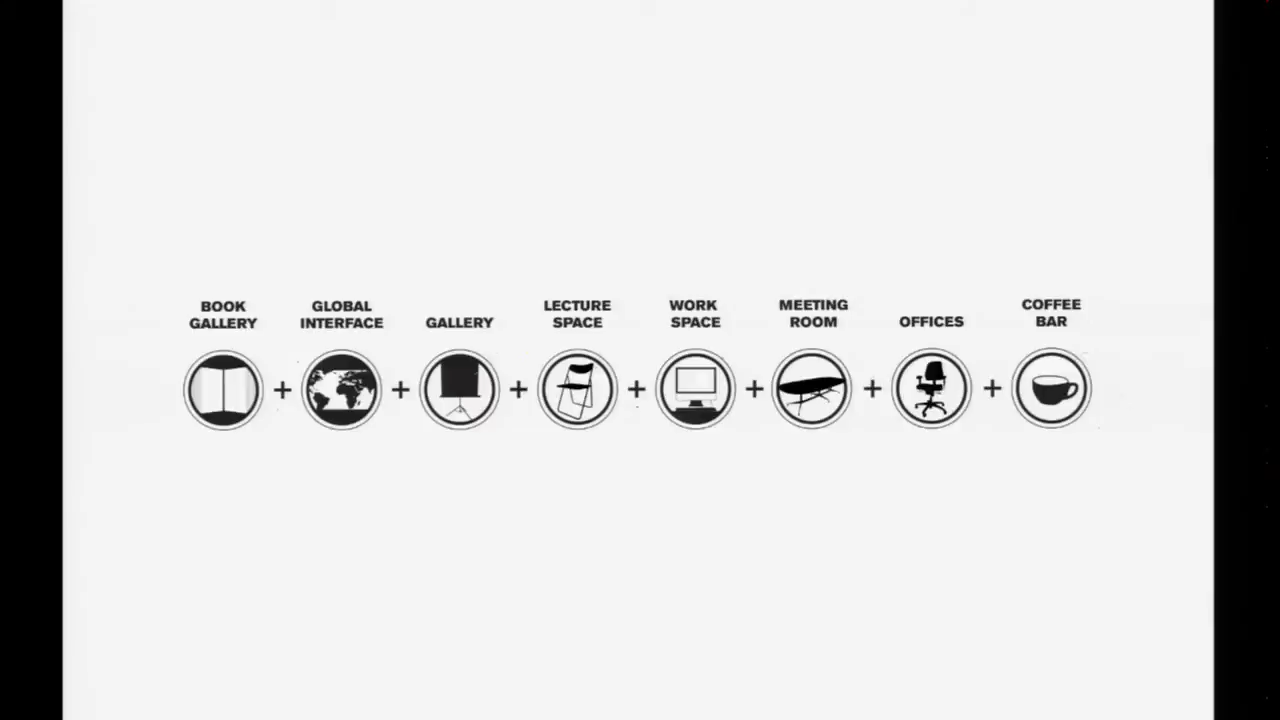 BOOK
GALLERY
GLOBAL
INTERFACE
GALLERY
LECTURE
SPACE
WORK
SPACE
MEETING
ROOM
OFFICES
COFFEE
BAR
+ + + + + + +